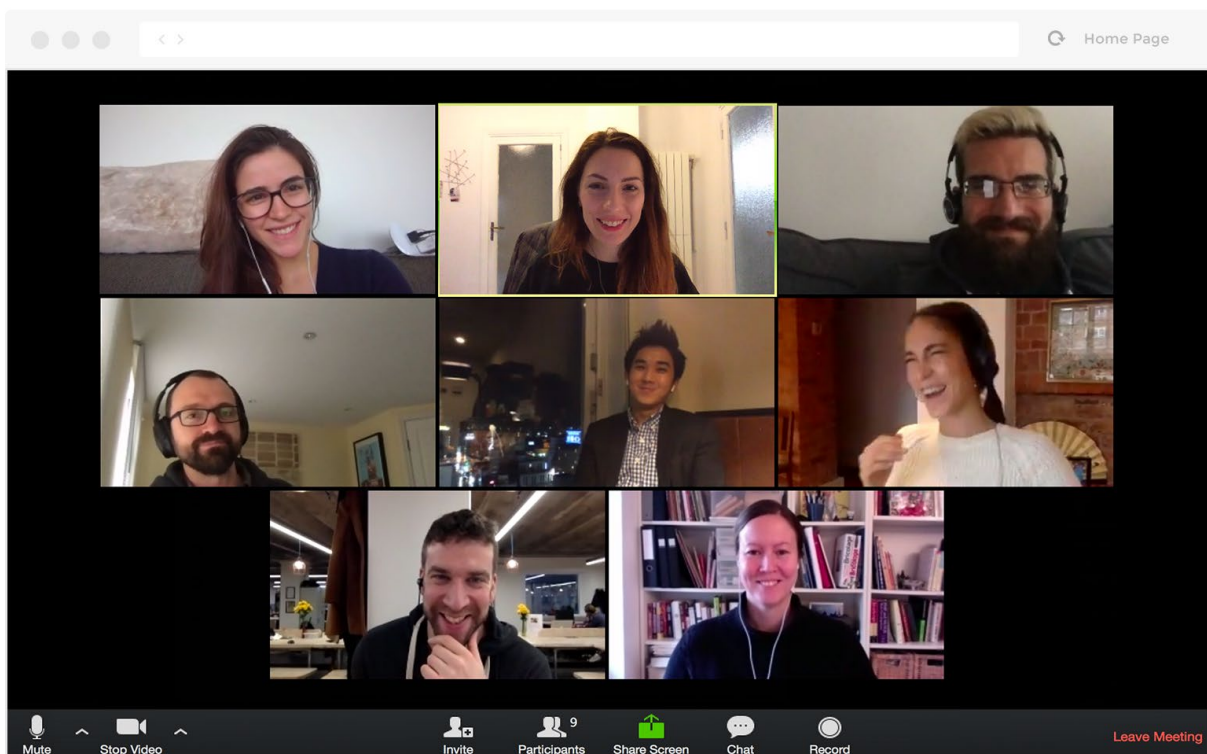 Home Page
9
Mute
Stop Video
Invite
Participants
Share Screen
Chat
Record
Leave Meeting